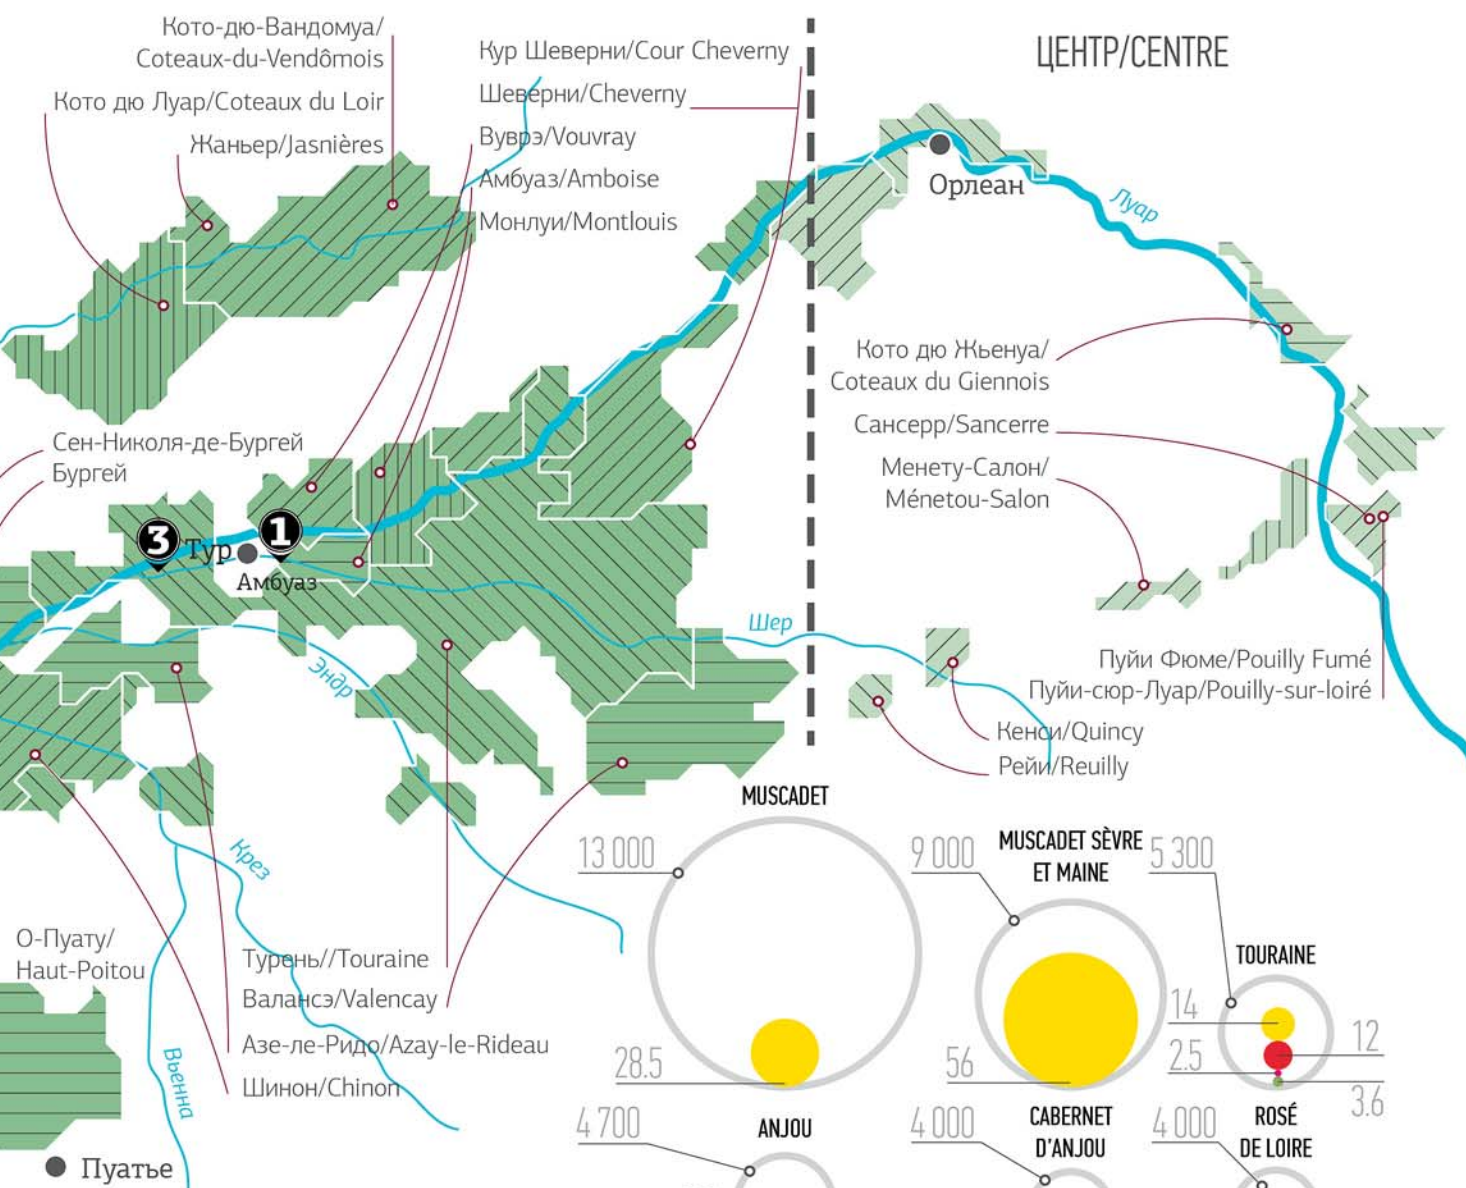 Кото-дю-Вандомуа/
Coteaux-du-Vendômois
Кото дю Луар/Coteaux du Loir
Жаньер/Jasnières
Кур Шеверни/Cour Cheverny
Шеверни/Cheverny
Вуврэ/Vouvray
Амбуаз/Amboise
Монлуи/Montlouis
ЦЕНТР/CENTRE
Орлеан
Луар
Кото дю Жьенуа/
Coteaux du Giennois
Сансерр/Sancerre
Менету-Салон/
Ménetou-Salon
Сен-Николя-де-Бургей
Бургей
3
Тур
1
Амбуаз
Шер
Эндр
Пуйи Фюме/Pouilly Fumé
Пуйи-сюр-Луар/Pouilly-sur-loiré
Кенси/Quincy
Рейи/Reuilly
Крез
О-Пуату/
Haut-Poitou
Вьенна
Турень//Touraine
Валансэ/Valencay
Азе-ле-Ридо/Azay-le-Rideau
Шинон/Chinon
Пуатье
MUSCADET
13 000
28.5
MUSCADET SÈVRE
ET MAINE
9 000
56
5 300
TOURAINE
14
12
2.5
3.6
4 700
ANJOU
4 000
CABERNET
D'ANJOU
4 000
ROSÉ
DE LOIRE